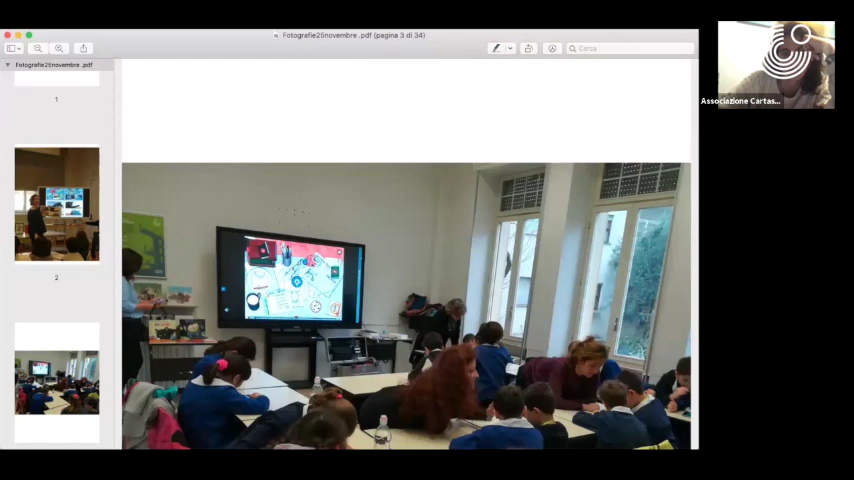 Fotografie25novembre .pdf (pagina 3 di 34)
Cerca
Fotografie25novembre .pdf
1
2
Associazione Cartas...